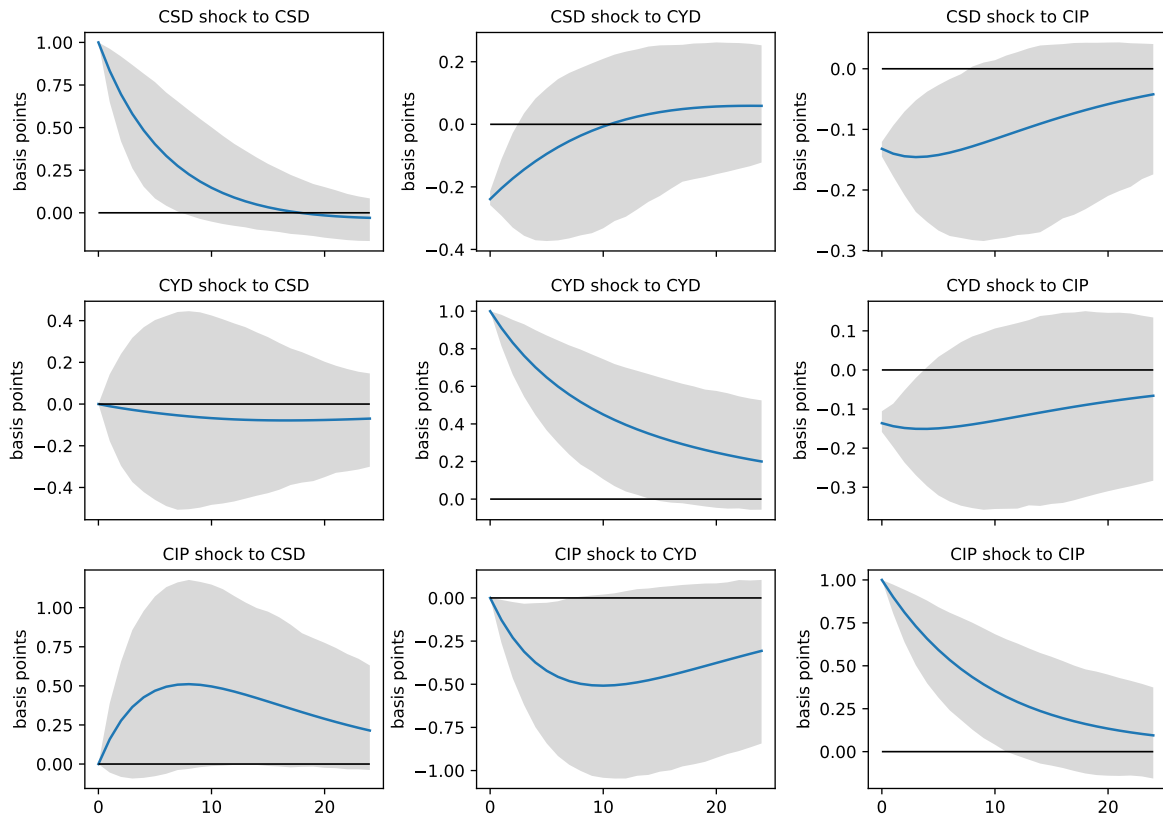 CSD shock to CSD
CSD shock to CYD
CSD shock to CIP
basis points
1.00
0.75
0.50
0.25
0.00
basis points
0.2
0.0
−0.2
−0.4
basis points
0.0
−0.1
−0.2
−0.3
CYD shock to CSD
CYD shock to CYD
CYD shock to CIP
basis points
0.4
0.2
0.0
−0.2
−0.4
basis points
1.0
0.8
0.6
0.4
0.2
0.0
basis points
0.1
0.0
−0.1
−0.2
−0.3
CIP shock to CSD
CIP shock to CYD
CIP shock to CIP
basis points
1.00
0.75
0.50
0.25
0.00
0 10 20
basis points
0.00
−0.25
−0.50
−0.75
−1.00
0 10 20
basis points
1.00
0.75
0.50
0.25
0.00
0 10 20